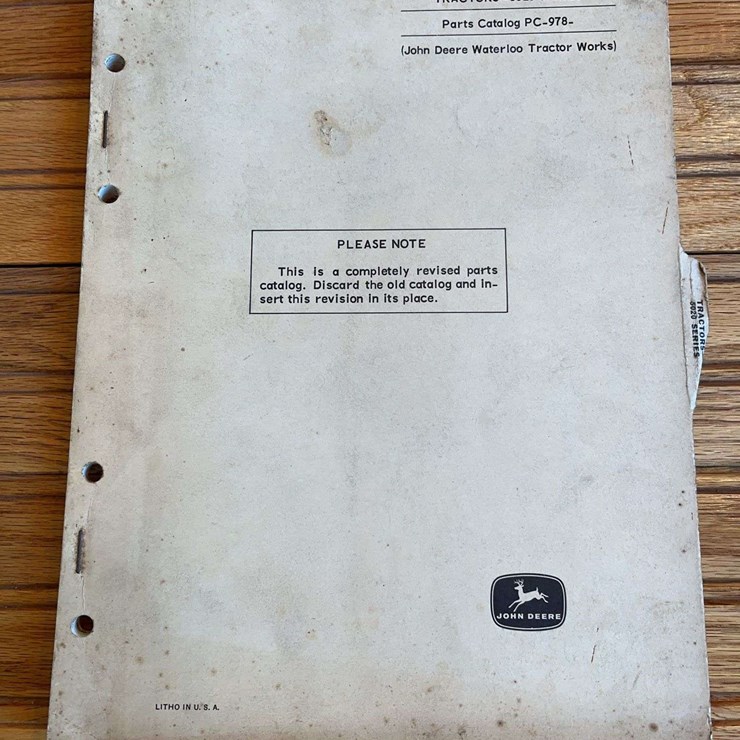 TRACTORS
Parts Catalog PC-978-
(John Deere Waterloo Tractor Works)
PLEASE NOTE
This is a completely revised parts
catalog. Discard the old catalog and in-
sert this revision in its place.
TRACTORS
SERIES
JOHN DEERE
LITHO IN U. S. A.